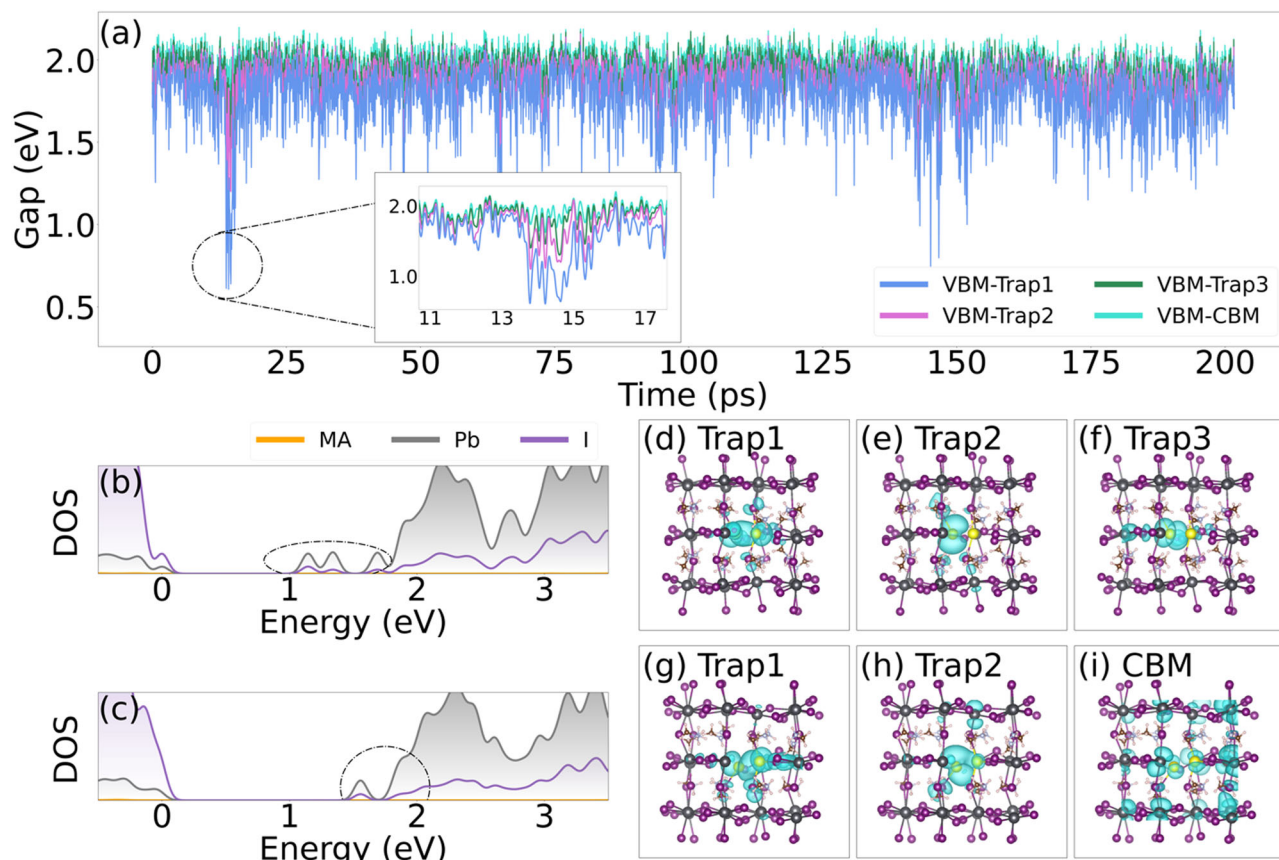 (a)
Gap (eV)
2.0
1.5
1.0
0.5
2.0
1.0
11 13 15 17
VBM-Trap1 VBM-Trap3
VBM-Trap2 VBM-CBM
0 25 50 75 100 125 150 175 200
Time (ps)
MA Pb I
(b)
DOS
0 1 2 3
Energy (eV)
(c)
DOS
0 1 2 3
Energy (eV)
(d) Trap1 (e) Trap2 (f) Trap3
(g) Trap1 (h) Trap2 (i) CBM